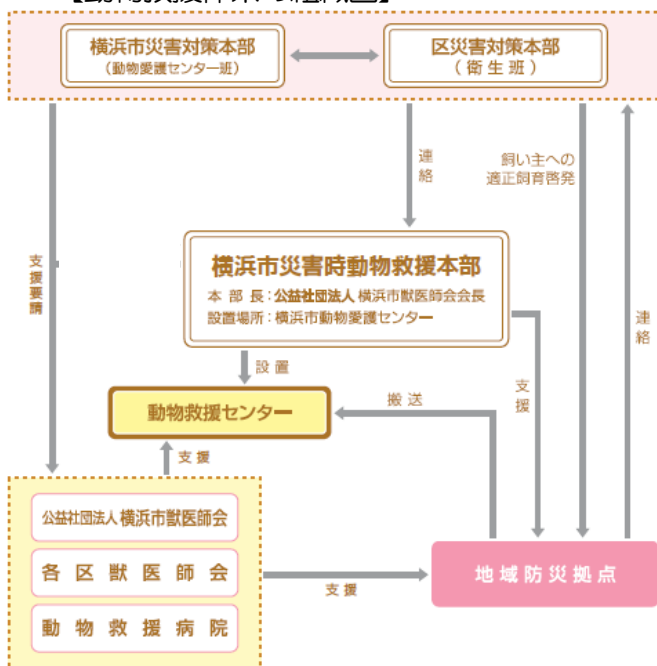 横浜市災害対策本部
（動物愛護センター班）
区災害対策本部
（衛生班）
連絡
飼い主への
適正飼育啓発
支援要請
横浜市災害時動物救援本部
本部長：公益社団法人 横浜市獣医師会会長
設置場所：横浜市動物愛護センター
連絡
設置
支援
搬送
動物救援センター
支援
公益社団法人 横浜市獣医師会
各区獣医師会
動物救援病院
支援
地域防災拠点